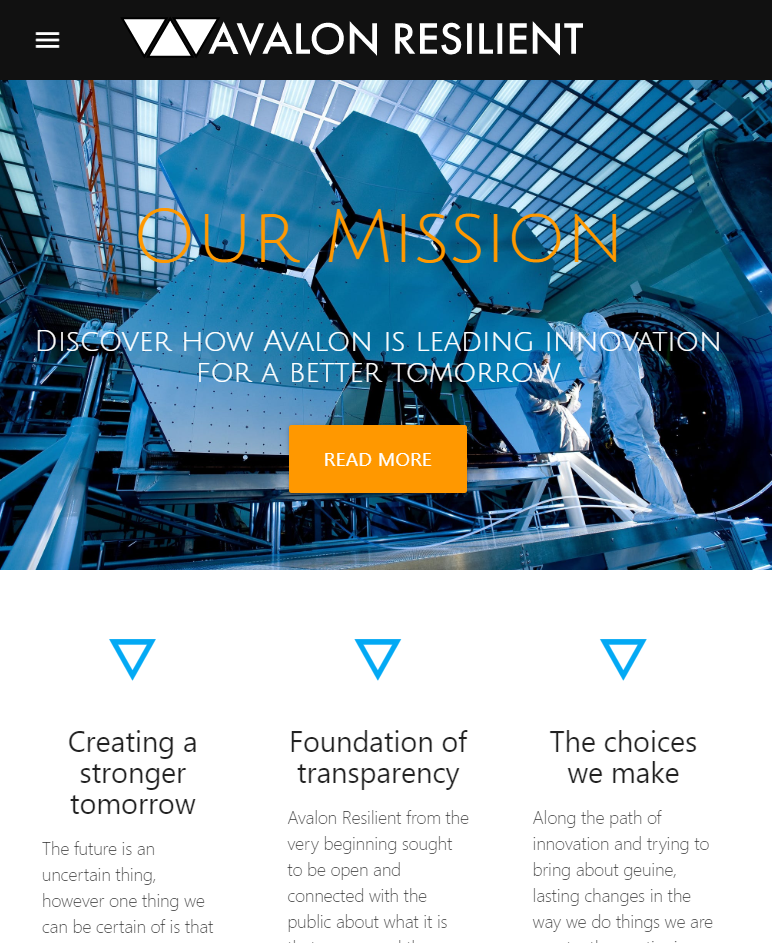 AVALON RESILIENT
Our Mission
Discover how Avalon is leading innovation
for a better tomorrow
READ MORE
Creating a
stronger
tomorrow
The future is an
uncertain thing,
however one thing we
can be certain of is that
Foundation of
transparency
Avalon Resilient from the
very beginning sought
to be open and
connected with the
public about what it is
The choices
we make
Along the path of
innovation and trying to
bring about geuine,
lasting changes in the
way we do things we are